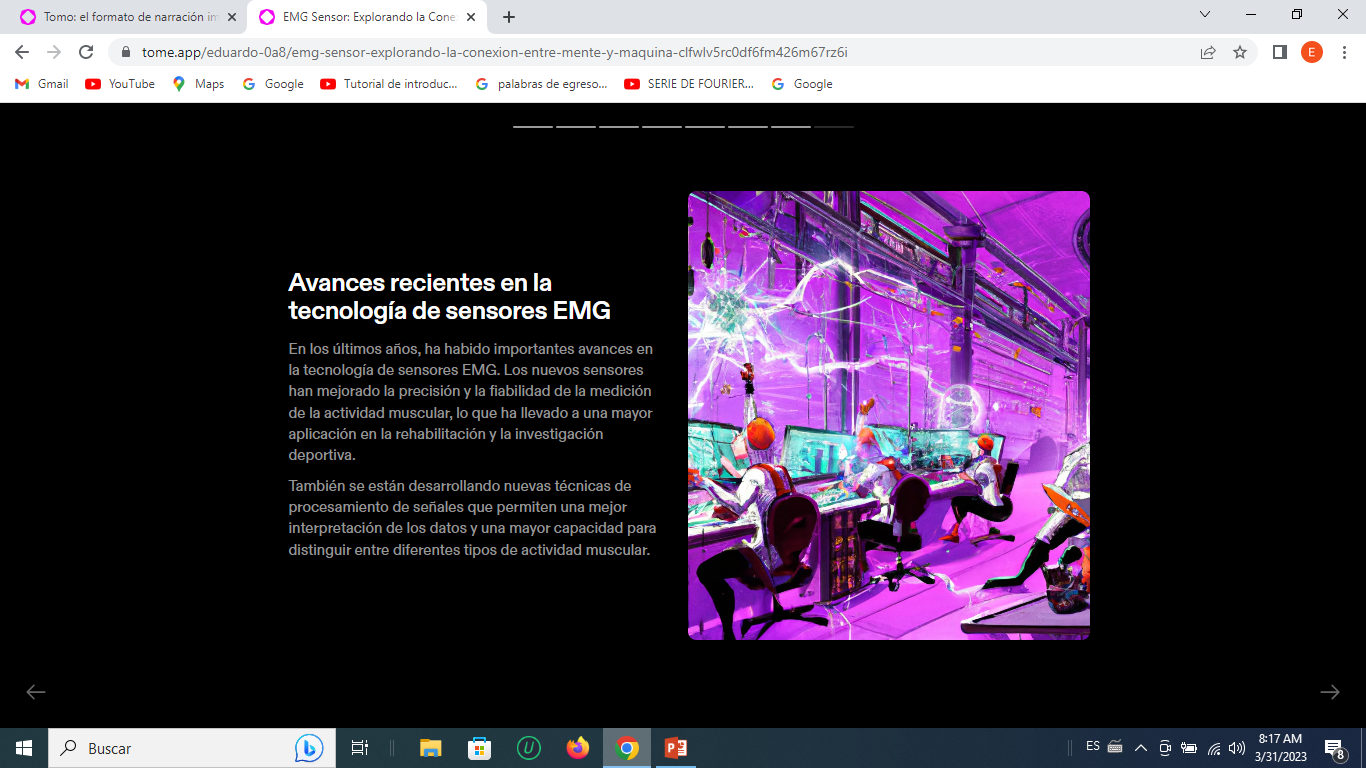 Tomo: el formato de narración im
EMG Sensor: Explorando la Cone
tome.app/eduardo-0a8/emg-sensor-explorando-la-conexion-entre-mente-y-maquina-clfwlv5rc0df6fm426m67rz6i
E
Gmail
YouTube
Maps
Google
Tutorial de introduc...
palabras de egreso...
SERIE DE FOURIER...
Google
Avances recientes en la
tecnología de sensores EMG
En los últimos años, ha habido importantes avances en
la tecnología de sensores EMG. Los nuevos sensores
han mejorado la precisión y la fiabilidad de la medición
de la actividad muscular, lo que ha llevado a una mayor
aplicación en la rehabilitación y la investigación
deportiva.
También se están desarrollando nuevas técnicas de
procesamiento de señales que permiten una mejor
interpretación de los datos y una mayor capacidad para
distinguir entre diferentes tipos de actividad muscular.
Buscar
ES
8:17 AM
3/31/2023
8